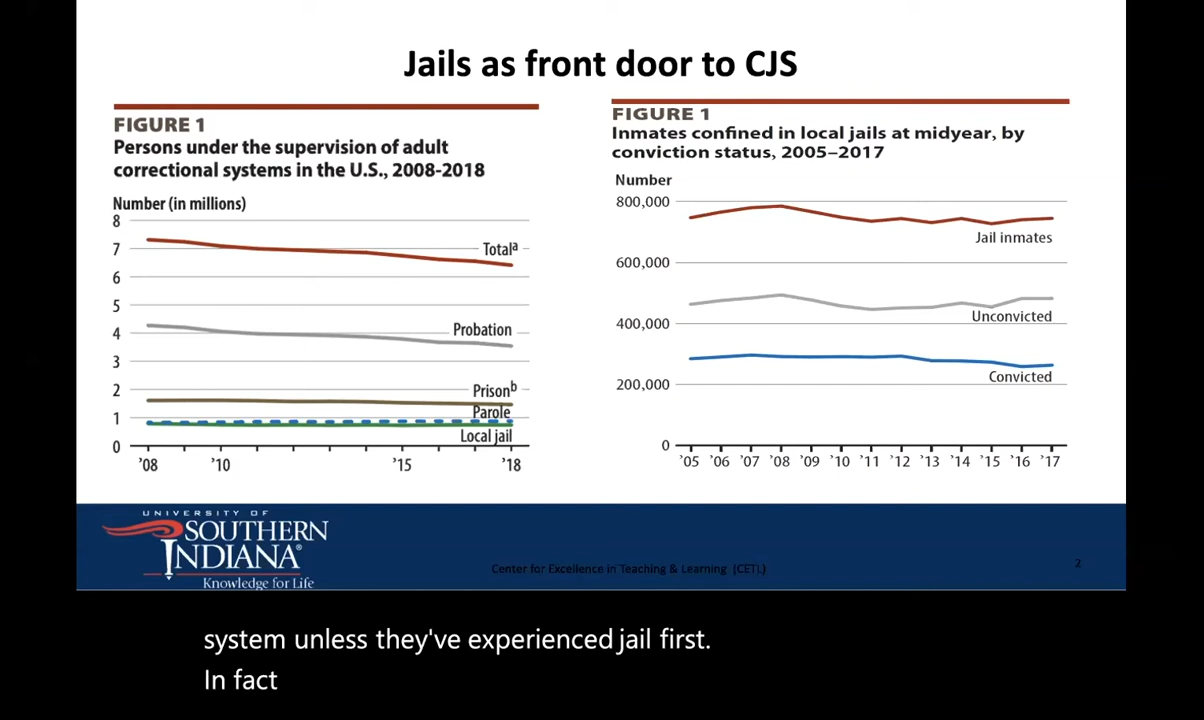 Jails as front door to CJS
FIGURE 1
Persons under the supervision of adult
correctional systems in the U.S., 2008-2018
Number (in millions)
8
7
6
5
4
3
2
1
0
Totalª
Probation
Prisonᵇ
Parole
Local jail
'08
'10
'15
'18
FIGURE 1
Inmates confined in local jails at midyear, by
conviction status, 2005–2017
Number
800,000
600,000
400,000
200,000
0
Jail inmates
Unconvicted
Convicted
'05 '06 '07 '08 '09 '10 '11 '12 '13 '14 '15 '16 '17
UNIVERSITY OF
SOUTHERN
INDIANA®
Knowledge for Life
Center for Excellence in Teaching & Learning (CETL)
2
system unless they've experienced jail first.
In fact